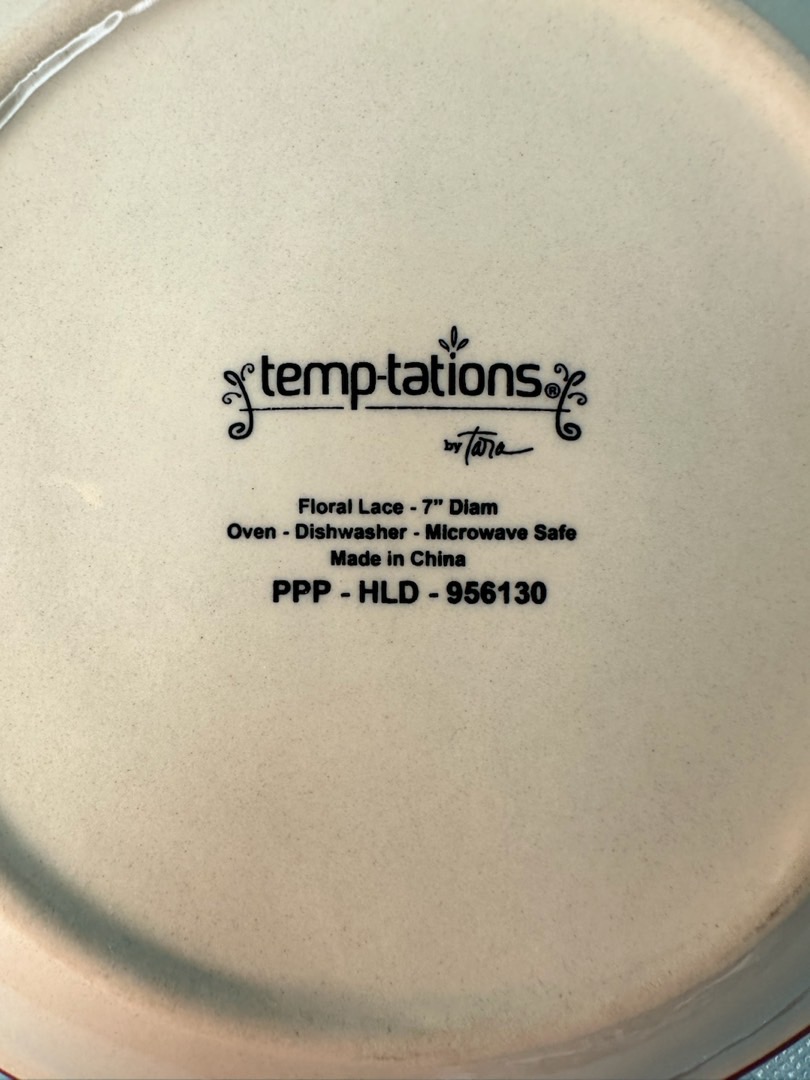 temp-tations®
by Tara
Floral Lace - 7" Diam
Oven - Dishwasher - Microwave Safe
Made in China
PPP - HLD - 956130